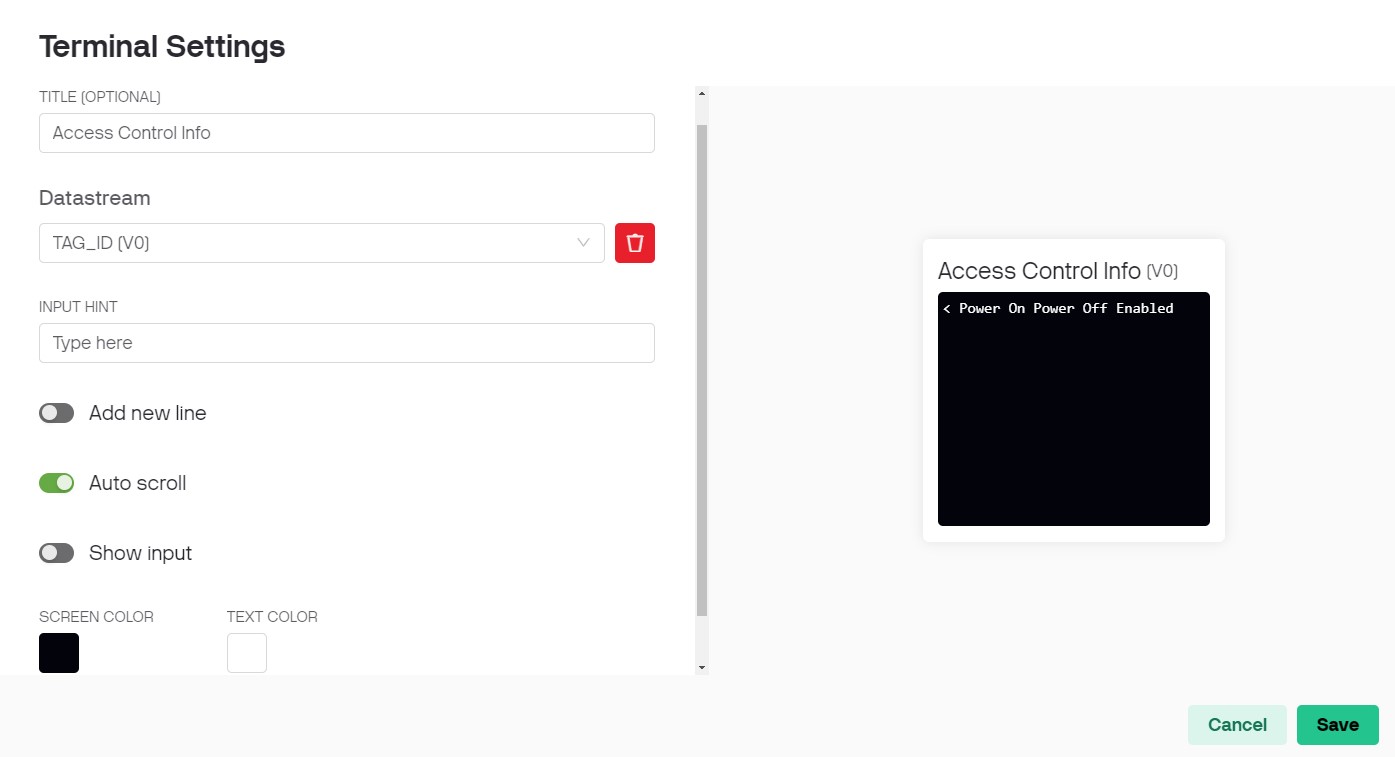 Terminal Settings
TITLE (OPTIONAL)
Access Control Info
Datastream
TAG_ID (V0)
INPUT HINT
Type here
Add new line
Auto scroll
Show input
SCREEN COLOR
TEXT COLOR
Access Control Info (V0)
< Power On Power Off Enabled
Cancel
Save